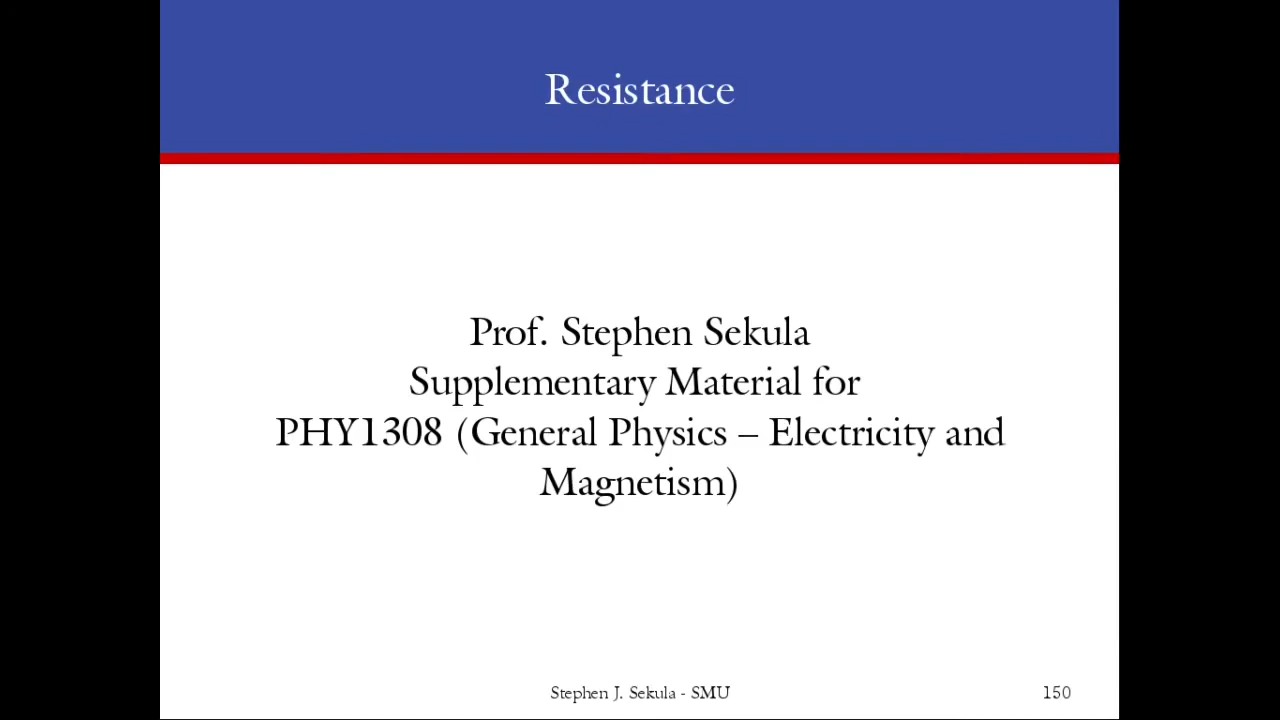 Resistance
Prof. Stephen Sekula
Supplementary Material for
PHY1308 (General Physics – Electricity and
Magnetism)
Stephen J. Sekula - SMU
150